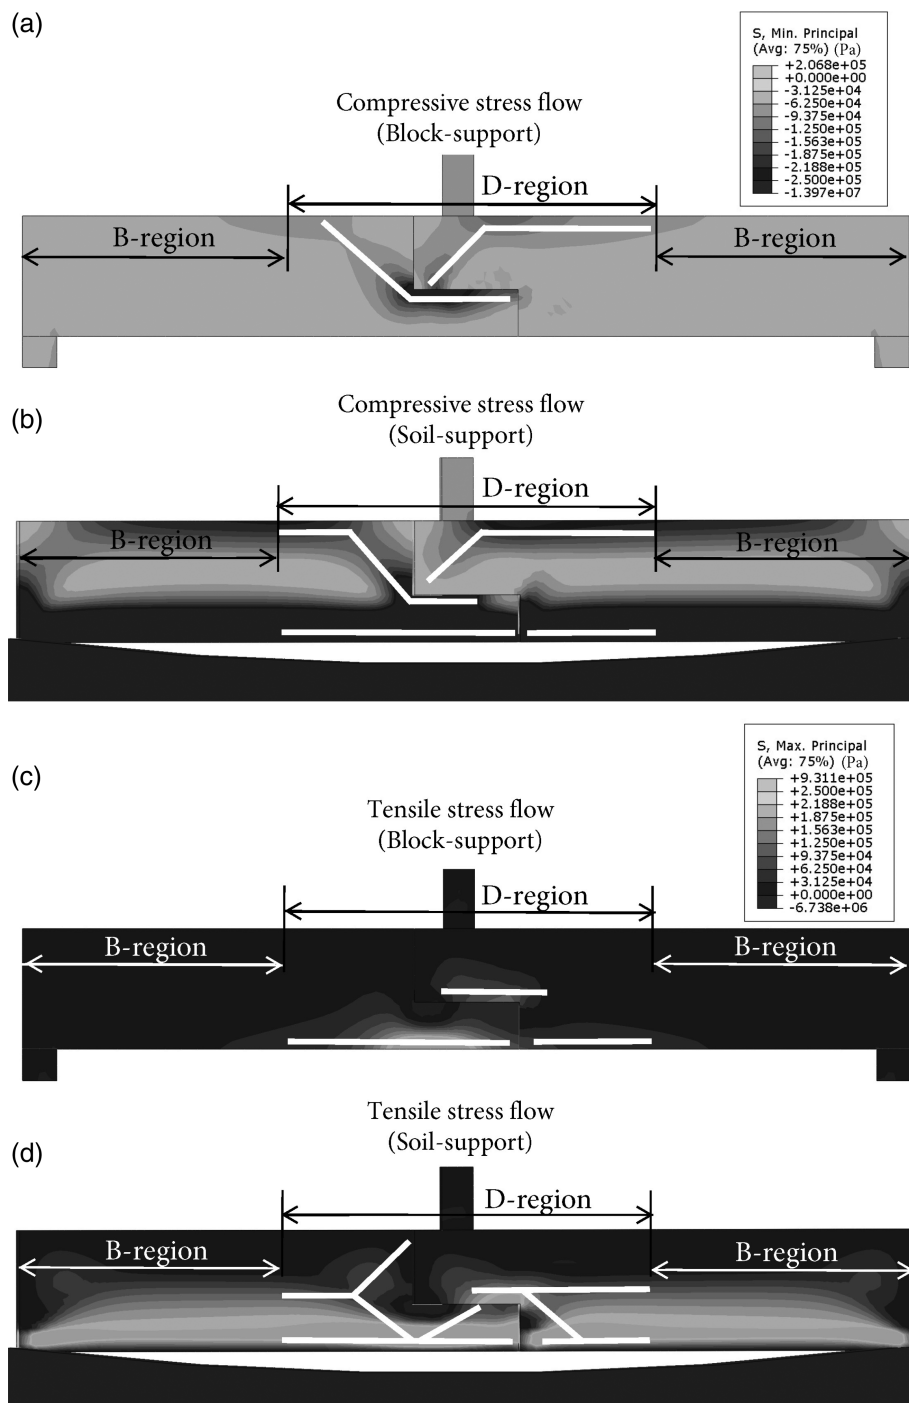 (a)
S, Min. Principal
(Avg: 75%) (Pa)
+2.068e+05
+0.000e+00
-3.125e+04
-6.250e+04
-9.375e+04
-1.250e+05
-1.563e+05
-1.875e+05
-2.188e+05
-2.500e+05
-1.397e+07
Compressive stress flow
(Block-support)
D-region
B-region
B-region
(b)
Compressive stress flow
(Soil-support)
D-region
B-region
B-region
(c)
S, Max. Principal
(Avg: 75%) (Pa)
+9.311e+05
+2.500e+05
+2.188e+05
+1.875e+05
+1.563e+05
+1.250e+05
+9.375e+04
+6.250e+04
+3.125e+04
+0.000e+00
-6.738e+06
Tensile stress flow
(Block-support)
D-region
B-region
B-region
(d)
Tensile stress flow
(Soil-support)
D-region
B-region
B-region